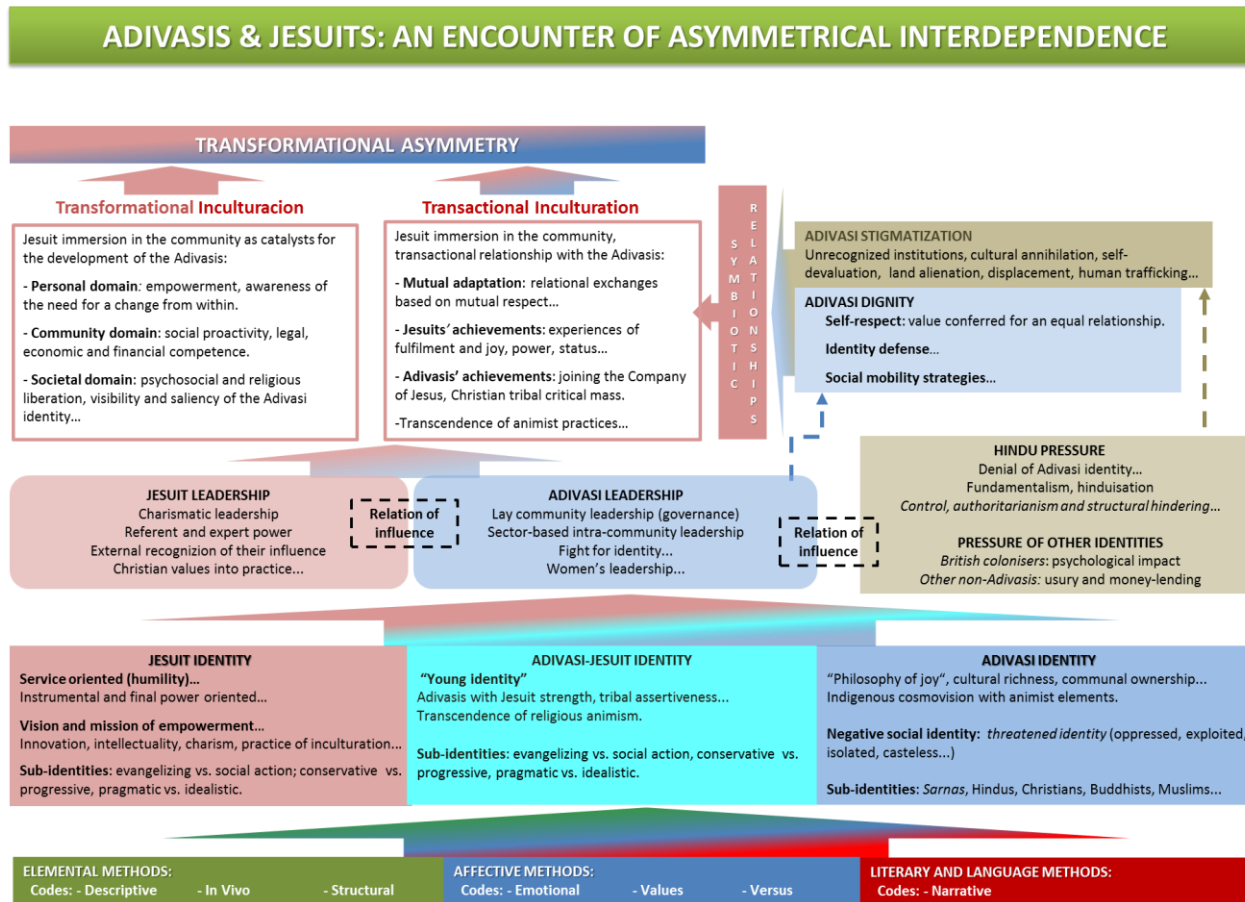 ADIVASIS & JESUITS: AN ENCOUNTER OF ASYMMETRICAL INTERDEPENDENCE
TRANSFORMATIONAL ASYMMETRY
Transformational Inculturacion
Jesuit immersion in the community as catalysts for
the development of the Adivasis:
- Personal domain: empowerment, awareness of
the need for a change from within.
- Community domain: social proactivity, legal,
economic and financial competence.
- Societal domain: psychosocial and religious
liberation, visibility and saliency of the Adivasi
identity...
Transactional Inculturation
Jesuit immersion in the community,
transactional relationship with the Adivasis:
- Mutual adaptation: relational exchanges
based on mutual respect...
- Jesuits' achievements: experiences of
fulfilment and joy, power, status...
- Adivasis' achievements: joining the Company
of Jesus, Christian tribal critical mass.
-Transcendence of animist practices...
SYMBIOTIC
RELATIONSHIPS
ADIVASI STIGMATIZATION
Unrecognized institutions, cultural annihilation, self-
devaluation, land alienation, displacement, human trafficking...
ADIVASI DIGNITY
Self-respect: value conferred for an equal relationship.
Identity defense...
Social mobility strategies...
JESUIT LEADERSHIP
Charismatic leadership
Referent and expert power
External recognizion of their influence
Christian values into practice...
Relation of
influence
ADIVASI LEADERSHIP
Lay community leadership (governance)
Sector-based intra-community leadership
Fight for identity...
Women's leadership...
Relation of
influence
HINDU PRESSURE
Denial of Adivasi identity...
Fundamentalism, hinduisation
Control, authoritarianism and structural hindering...
PRESSURE OF OTHER IDENTITIES
British colonisers: psychological impact
Other non-Adivasis: usury and money-lending
JESUIT IDENTITY
Service oriented (humility)...
Instrumental and final power oriented...
Vision and mission of empowerment...
Innovation, intellectuality, charism, practice of inculturation...
Sub-identities: evangelizing vs. social action; conservative vs.
progressive, pragmatic vs. idealistic.
ADIVASI-JESUIT IDENTITY
"Young identity"
Adivasis with Jesuit strength, tribal assertiveness...
Transcendence of religious animism.
Sub-identities: evangelizing vs. social action, conservative vs.
progressive, pragmatic vs. idealistic.
ADIVASI IDENTITY
"Philosophy of joy", cultural richness, communal ownership...
Indigenous cosmovision with animist elements.
Negative social identity: threatened identity (oppressed, exploited,
isolated, casteless...)
Sub-identities: Sarnas, Hindus, Christians, Buddhists, Muslims...
ELEMENTAL METHODS:
Codes: - Descriptive - In Vivo - Structural
AFFECTIVE METHODS:
Codes: - Emotional - Values - Versus
LITERARY AND LANGUAGE METHODS:
Codes: - Narrative